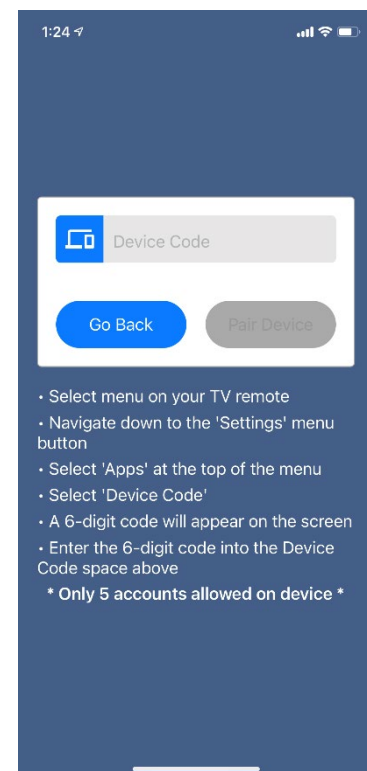 1:24
Device Code
Go Back
Pair Device
• Select menu on your TV remote
• Navigate down to the 'Settings' menu
button
• Select 'Apps' at the top of the menu
• Select 'Device Code'
• A 6-digit code will appear on the screen
• Enter the 6-digit code into the Device
Code space above
* Only 5 accounts allowed on device *